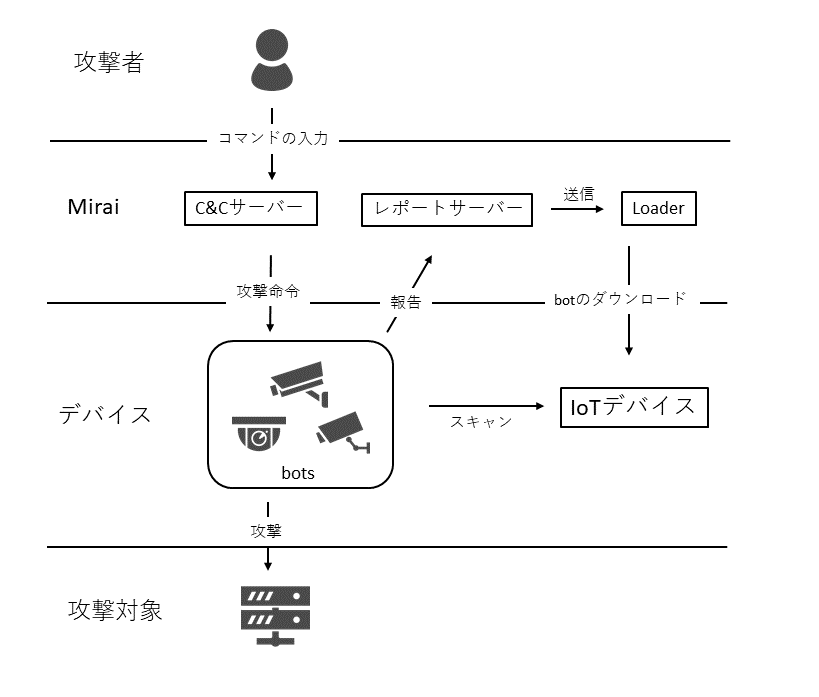 攻撃者
コマンドの入力
Mirai
C&Cサーバー
レポートサーバー
送信
Loader
攻撃命令
報告
botのダウンロード
デバイス
bots
スキャン
IoTデバイス
攻撃
攻撃対象